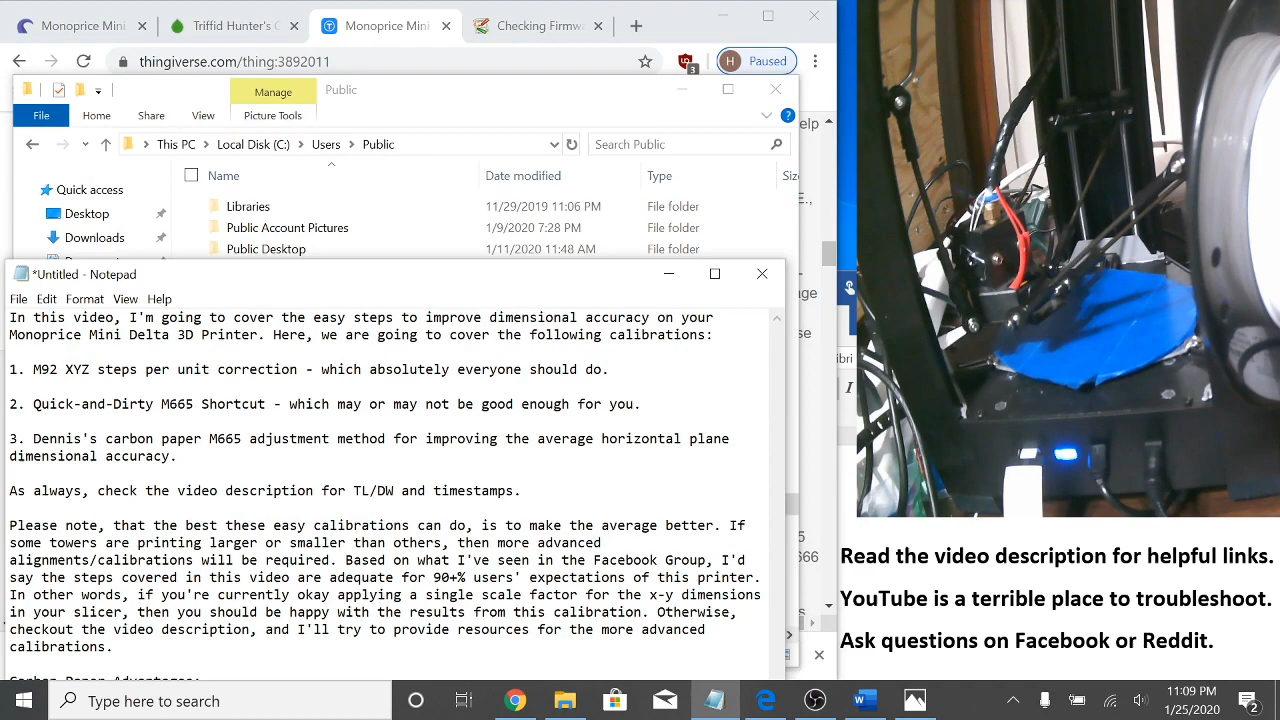 Monoprice Mini
Triffid Hunter's C
Monoprice Mini
Checking Firmw
thingiverse.com/thing:3892011
3
H
Paused
Manage
Public
File
Home
Share
View
Picture Tools
elp
This PC
Local Disk (C:)
Users
Public
Search Public
Name
Date modified
Type
Siz
Quick access
Desktop
Downloads
Libraries
11/29/2019 11:06 PM
File folder
Public Account Pictures
1/9/2020 7:28 PM
File folder
Public Desktop
1/11/2020 11:48 AM
File folder
*Untitled - Notepad
File
Edit
Format
View
Help
In this video, I'm going to cover the easy steps to improve dimensional accuracy on your
Monoprice Mini Delta 3D Printer. Here, we are going to cover the following calibrations:
1. M92 XYZ steps per unit correction - which absolutely everyone should do.
2. Quick-and-Dirty M665 Shortcut - which may or may not be good enough for you.
3. Dennis's carbon paper M665 adjustment method for improving the average horizontal plane
dimensional accuracy.
As always, check the video description for TL/DW and timestamps.
Please note, that the best these easy calibrations can do, is to make the average better. If
some towers are printing larger or smaller than others, then more advanced
alignments/calibrations will be required. Based on what I've seen in the Facebook Group, I'd
say the steps covered in this video are adequate for 90+% users' expectations of this printer.
In other words, if you're currently okay applying a single scale factor for the x-y dimensions
in your slicer, then you should be happy with the results from this calibration. Otherwise,
checkout the video description, and I'll try to provide resources for the more advanced
calibrations.
Read the video description for helpful links.
YouTube is a terrible place to troubleshoot.
Ask questions on Facebook or Reddit.
Type here to search
11:09 PM
1/25/2020
2